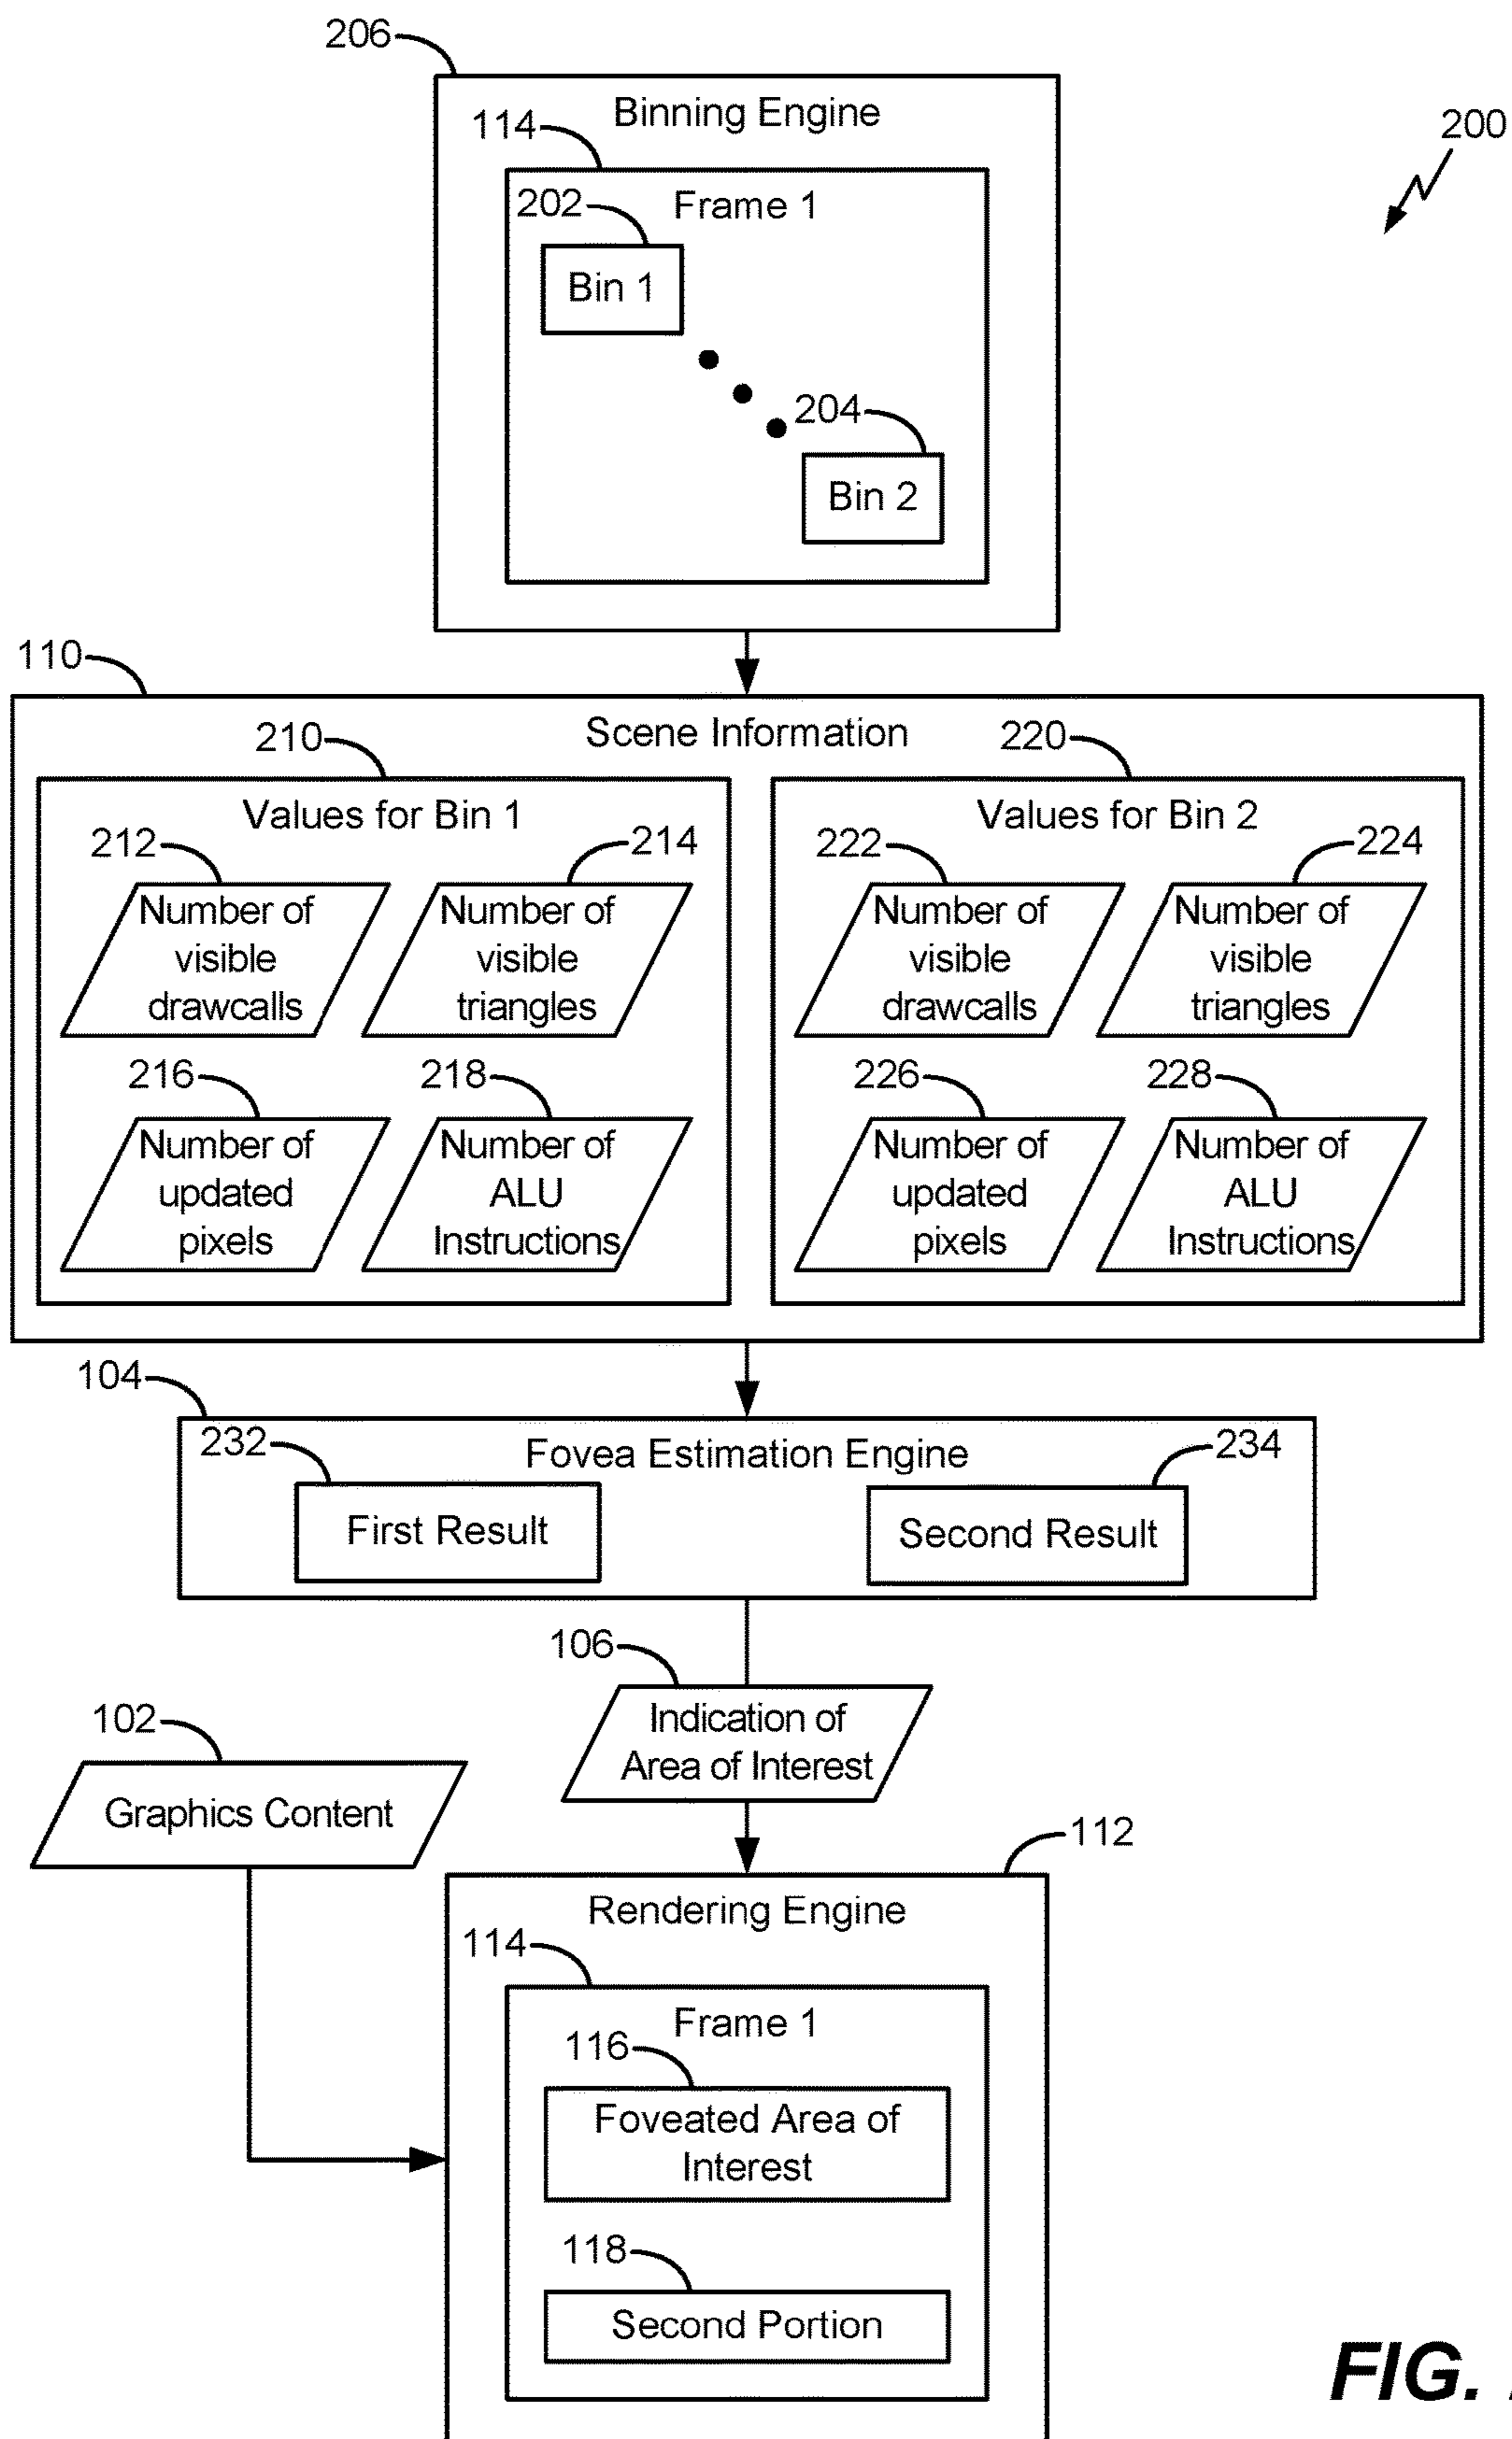 206
Binning Engine
200
114
202
Frame 1
Bin 1
204
Bin 2
110
Scene Information
210
220
Values for Bin 1
212
214
Number of
visible
drawcalls
Number of
visible
triangles
216
218
Number of
updated
pixels
Number of
ALU
Instructions
Values for Bin 2
222
224
Number of
visible
drawcalls
Number of
visible
triangles
226
228
Number of
updated
pixels
Number of
ALU
Instructions
104
232
Fovea Estimation Engine
234
First Result
Second Result
106
Indication of
Area of Interest
102
Graphics Content
112
Rendering Engine
114
Frame 1
116
Foveated Area of
Interest
118
Second Portion
FIG.